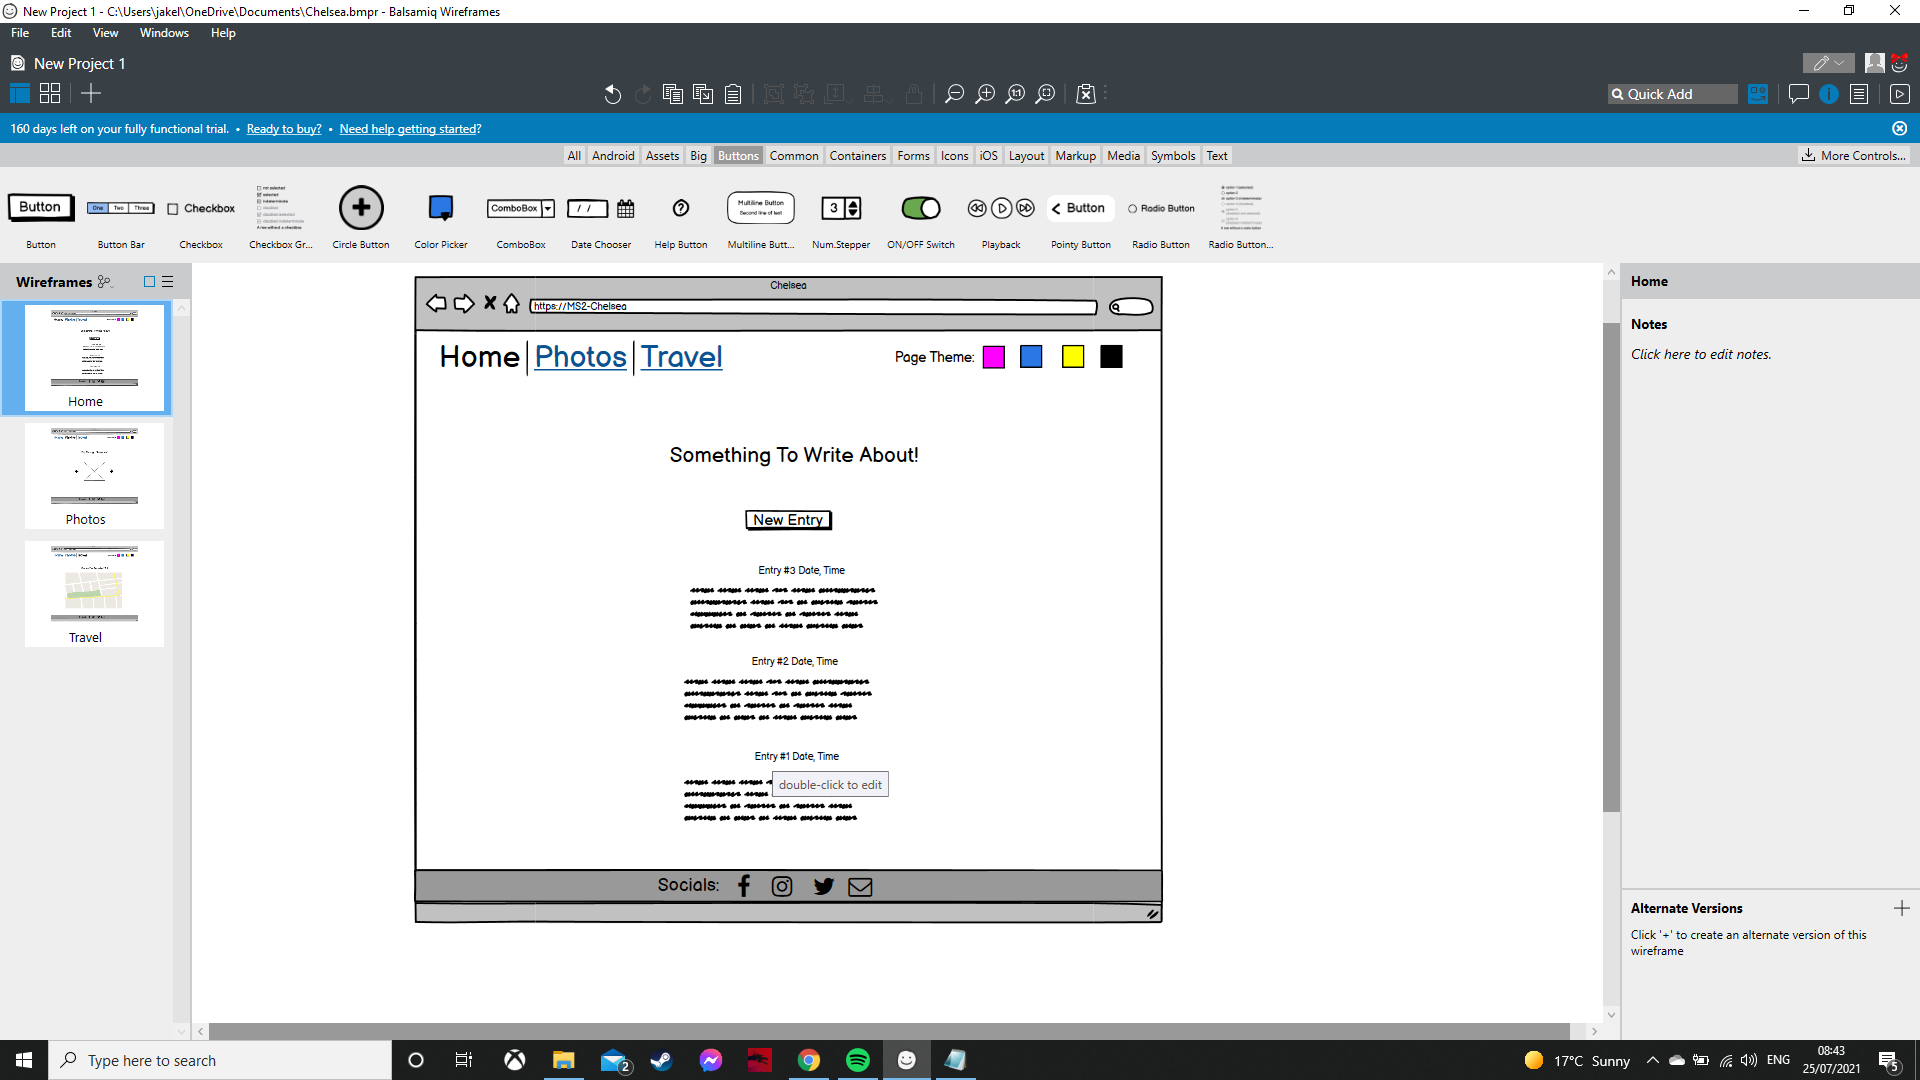 New Project 1 - C:\Users\jakel\OneDrive\Documents\Chelsea.bmpr - Balsamiq Wireframes
File Edit View Windows Help
New Project 1
Quick Add
160 days left on your fully functional trial. • Ready to buy? • Need help getting started?
All Android Assets Big Buttons Common Containers Forms Icons iOS Layout Markup Media Symbols Text
More Controls...
Button One Two Three Checkbox ComboBox / / Multiline Button Second line of text 3 Button Radio Button
Button Button Bar Checkbox Checkbox Gr... Circle Button Color Picker ComboBox Date Chooser Help Button Multiline Butt... Num.Stepper ON/OFF Switch Playback Pointy Button Radio Button Radio Button...
Wireframes
Home
Photos
Travel
Chelsea
https://MS2-Chelsea
Home Photos Travel
Page Theme:
Something To Write About!
New Entry
Entry #3 Date, Time
Entry #2 Date, Time
Entry #1 Date, Time
double-click to edit
Socials:
Home
Notes
Click here to edit notes.
Alternate Versions
Click '+' to create an alternate version of this
wireframe
Type here to search
2
17°C Sunny
ENG
08:43
25/07/2021
5